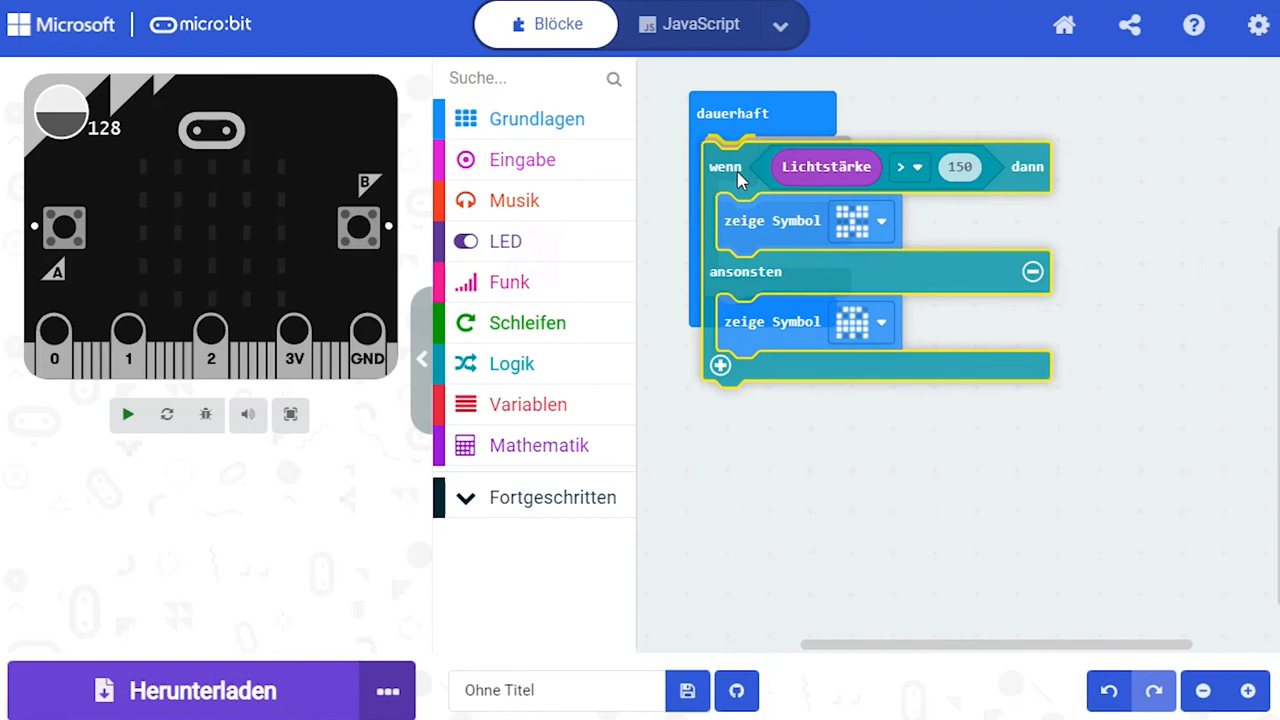 Microsoft micro:bit
Blöcke
JavaScript
128
B
A
0 1 2 3V GND
Suche...
Grundlagen
Eingabe
Musik
LED
Funk
Schleifen
Logik
Variablen
Mathematik
Fortgeschritten
dauerhaft
wenn Lichtstärke > 150 dann
zeige Symbol
ansonsten
zeige Symbol
Herunterladen
Ohne Titel